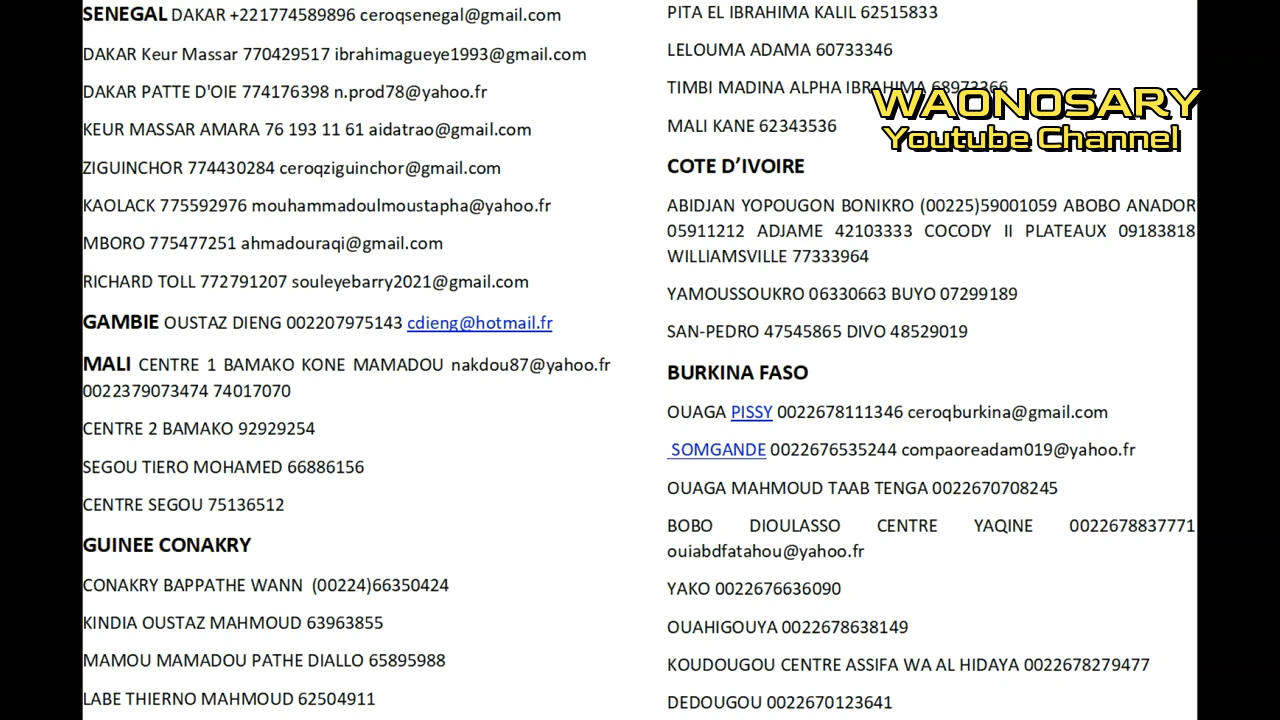 SENEGAL DAKAR +221774589896 ceroqsenegal@gmail.com
DAKAR Keur Massar 770429517 ibrahimagueye1993@gmail.com
DAKAR PATTE D'OIE 774176398 n.prod78@yahoo.fr
KEUR MASSAR AMARA 76 193 11 61 aidatrao@gmail.com
ZIGUINCHOR 774430284 ceroqziguinchor@gmail.com
KAOLACK 775592976 mouhammadoulmoustapha@yahoo.fr
MBORO 775477251 ahmadouraqi@gmail.com
RICHARD TOLL 772791207 souleyebarry2021@gmail.com
GAMBIE OUSTAZ DIENG 002207975143 cdieng@hotmail.fr
MALI CENTRE 1 BAMAKO KONE MAMADOU nakdou87@yahoo.fr
0022379073474 74017070
CENTRE 2 BAMAKO 92929254
SEGOU TIERO MOHAMED 66886156
CENTRE SEGOU 75136512
GUINEE CONAKRY
CONAKRY BAPPATHE WANN (00224)66350424
KINDIA OUSTAZ MAHMOUD 63963855
MAMOU MAMADOU PATHE DIALLO 65895988
LABE THIERNO MAHMOUD 62504911
PITA EL IBRAHIMA KALIL 62515833
LELOUMA ADAMA 60733346
TIMBI MADINA ALPHA IBRAHIMA 68973366
MALI KANE 62343536
WAONOSARY
Youtube Channel
COTE D’IVOIRE
ABIDJAN YOPOUGON BONIKRO (00225)59001059 ABOBO ANADOR
05911212 ADJAME 42103333 COCODY II PLATEAUX 09183818
WILLIAMSVILLE 77333964
YAMOUSSOUKRO 06330663 BUYO 07299189
SAN-PEDRO 47545865 DIVO 48529019
BURKINA FASO
OUAGA PISSY 0022678111346 ceroqburkina@gmail.com
SOMGANDE 0022676535244 compaoreadam019@yahoo.fr
OUAGA MAHMOUD TAAB TENGA 0022670708245
BOBO DIOULASSO CENTRE YAQINE 0022678837771
ouiabdfatahou@yahoo.fr
YAKO 0022676636090
OUAHIGOUYA 0022678638149
KOUDOUGOU CENTRE ASSIFA WA AL HIDAYA 0022678279477
DEDOUGOU 0022670123641